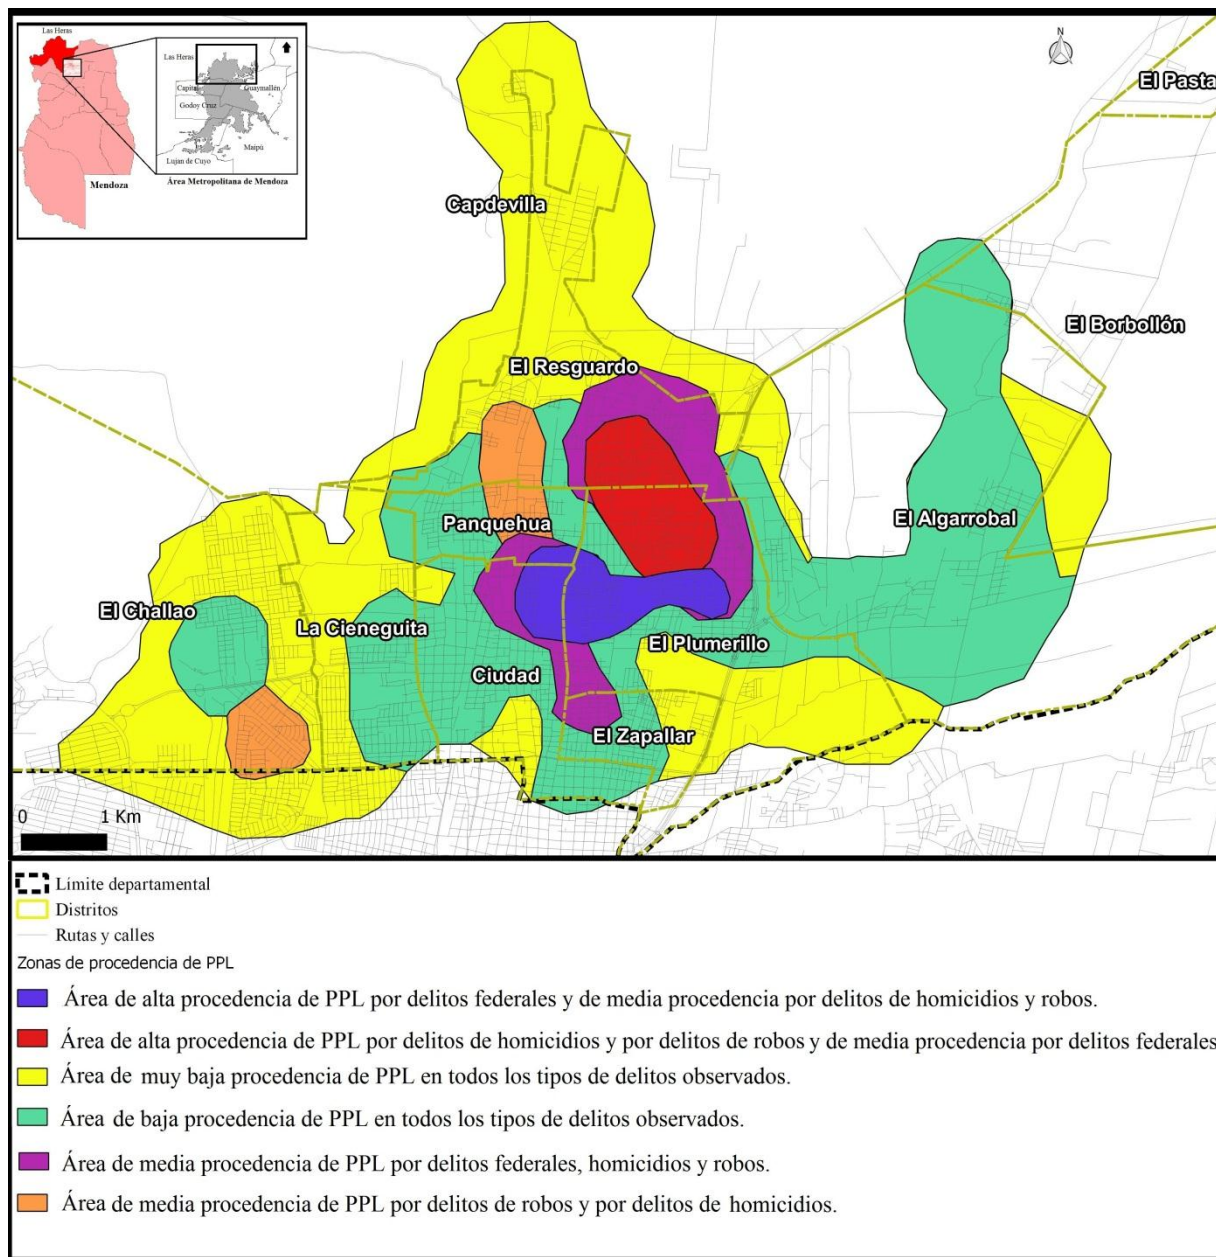 Las Heras
Las Heras
Capital
Guaymallén
Godoy Cruz
Maipú
Lujan de Cuyo
Mendoza
Área Metropolitana de Mendoza
N
El Pasta
Capdevilla
El Borbollón
El Resguardo
El Algarrobal
Panquehua
El Challao
La Cieneguita
El Plumerillo
Ciudad
El Zapallar
0 1 Km
Límite departamental
Distritos
Rutas y calles
Zonas de procedencia de PPL
Área de alta procedencia de PPL por delitos federales y de media procedencia por delitos de homicidios y robos.
Área de alta procedencia de PPL por delitos de homicidios y por delitos de robos y de media procedencia por delitos federales
Área de muy baja procedencia de PPL en todos los tipos de delitos observados.
Área de baja procedencia de PPL en todos los tipos de delitos observados.
Área de media procedencia de PPL por delitos federales, homicidios y robos.
Área de media procedencia de PPL por delitos de robos y por delitos de homicidios.